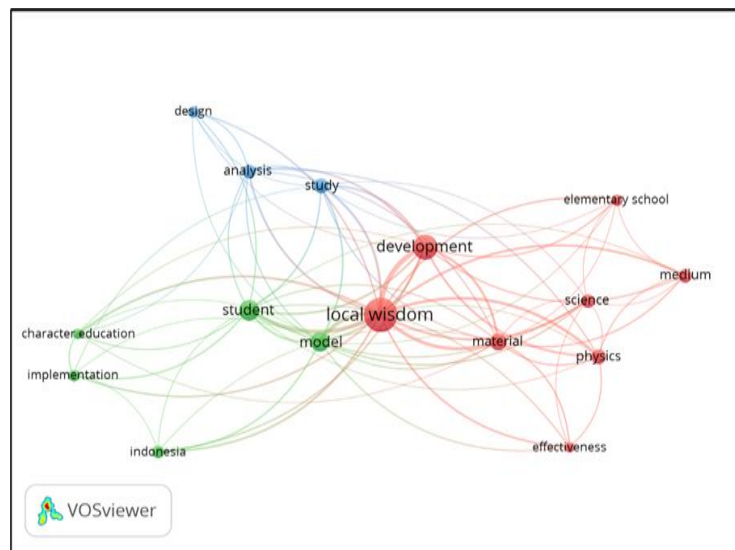 design
analysis
study
elementary school
development
medium
science
student
local wisdom
character education
model
material
physics
implementation
indonesia
effectiveness
VOSviewer